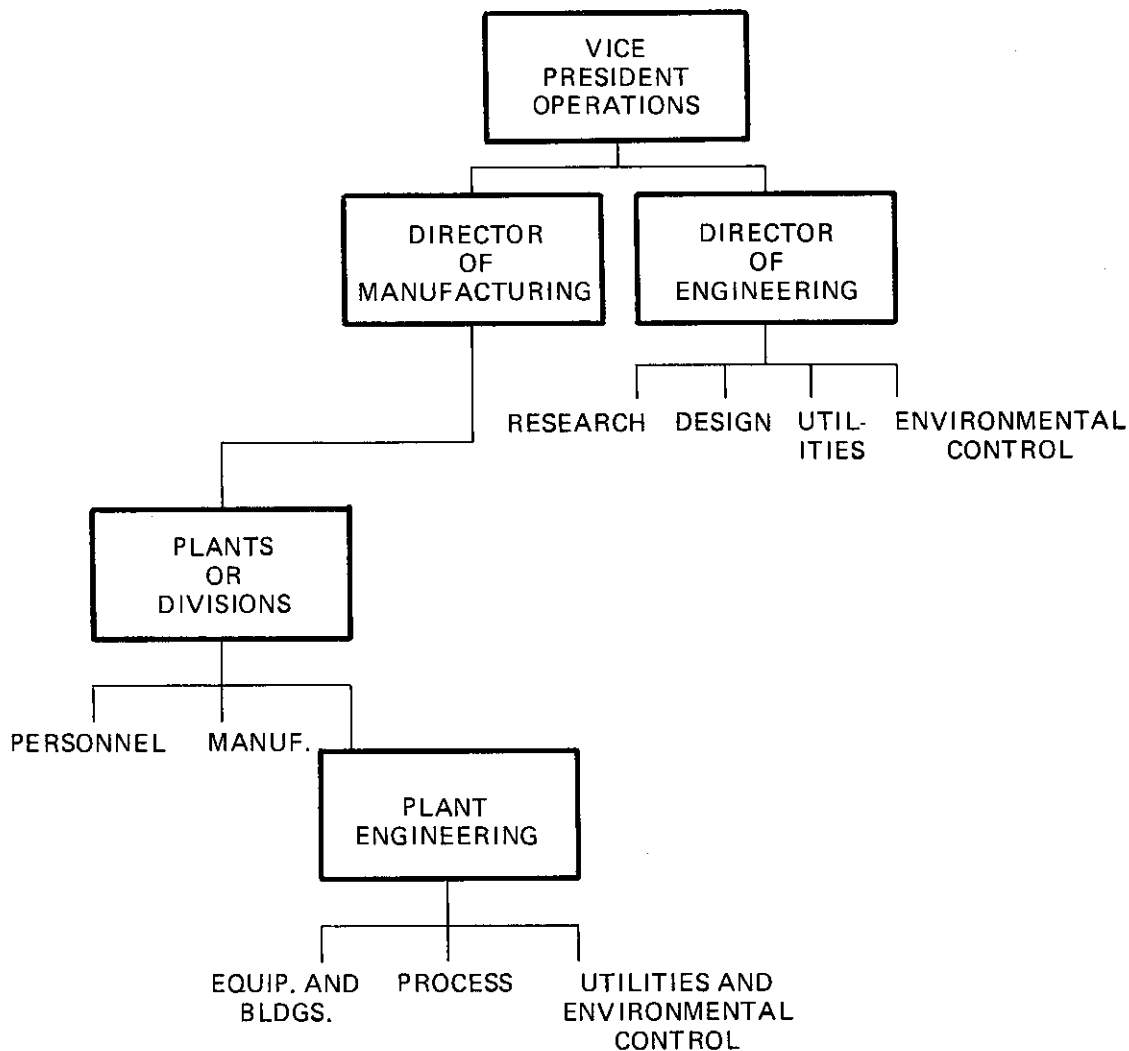 VICE
PRESIDENT
OPERATIONS
DIRECTOR
OF
MANUFACTURING
DIRECTOR
OF
ENGINEERING
RESEARCH
DESIGN
UTIL-
ITIES
ENVIRONMENTAL
CONTROL
PLANTS
OR
DIVISIONS
PERSONNEL
MANUF.
PLANT
ENGINEERING
EQUIP. AND
BLDGS.
PROCESS
UTILITIES AND
ENVIRONMENTAL
CONTROL